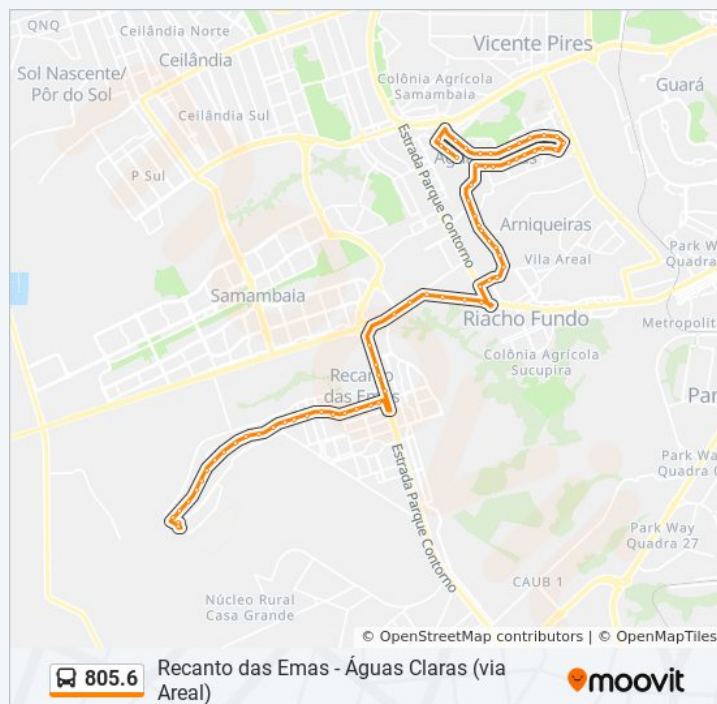 QNQ
Ceilândia Norte
Vicente Pires
Sol Nascente/
Pôr do Sol
Ceilândia
Colônia Agrícola
Samambaia
Guará
Ceilândia Sul
P Sul
Estrada Parque Contorno
Arniqueiras
Vila Areal
Park Way
Quadra
Samambaia
Riacho Fundo
Metropolit
Colônia Agrícola
Sucupira
Recanto
das Emas
Par
Estrada Parque Contorno
Park Way
Quadra
Park Way
Quadra 27
CAUB 1
Núcleo Rural
Casa Grande
© OpenStreetMap contributors | © OpenMapTiles
805.6
Recanto das Emas - Águas Claras (via
Areal)
moovit